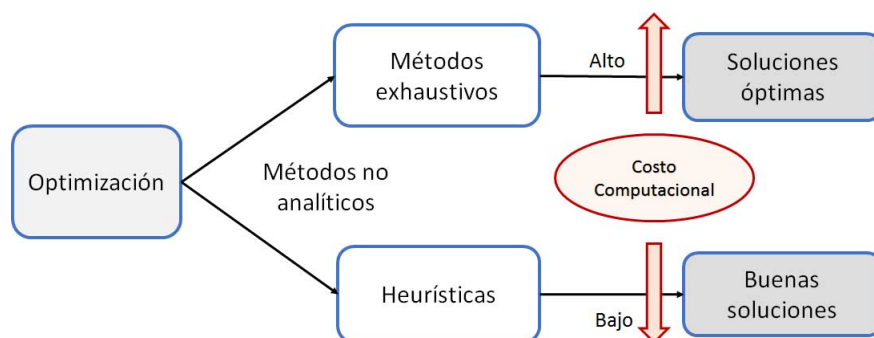 Métodos
exhaustivos
Alto
Soluciones
óptimas
Optimización
Métodos no
analíticos
Costo
Computacional
Heurísticas
Bajo
Buenas
soluciones